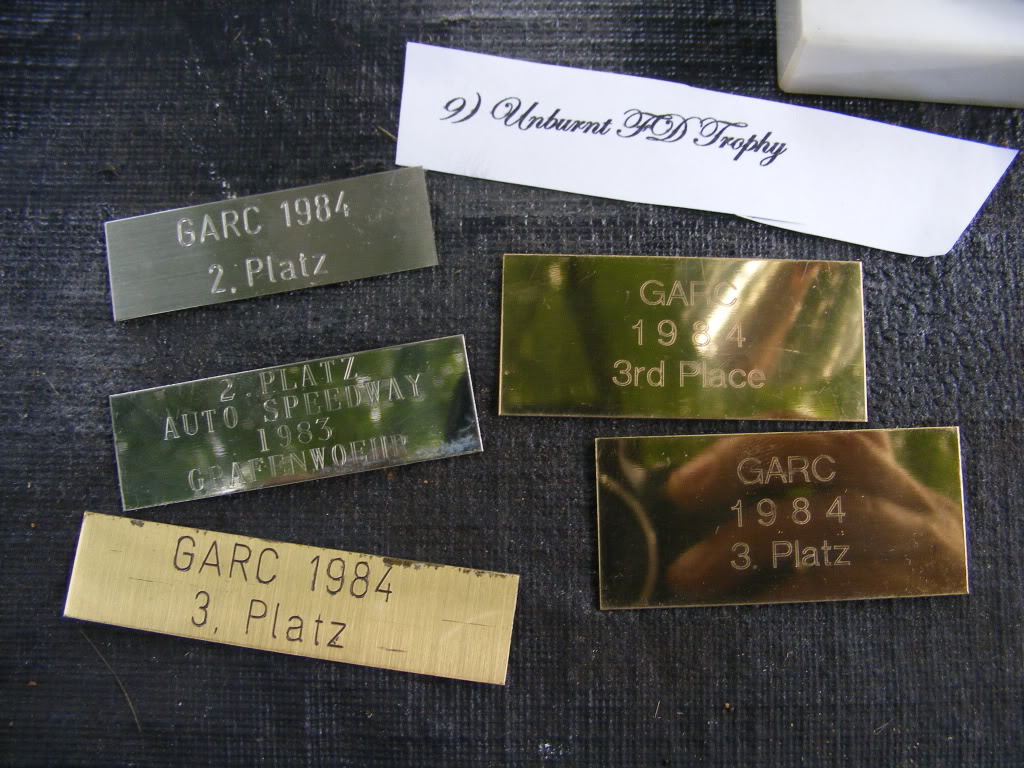 9) Unburnt FD Trophy
GARC 1984
2. Platz
GARC
1984
3rd Place
2. PLATZ
AUTO SPEEDWAY
1983
GRAFENWOEHR
GARC
1984
3. Platz
GARC 1984
3. Platz